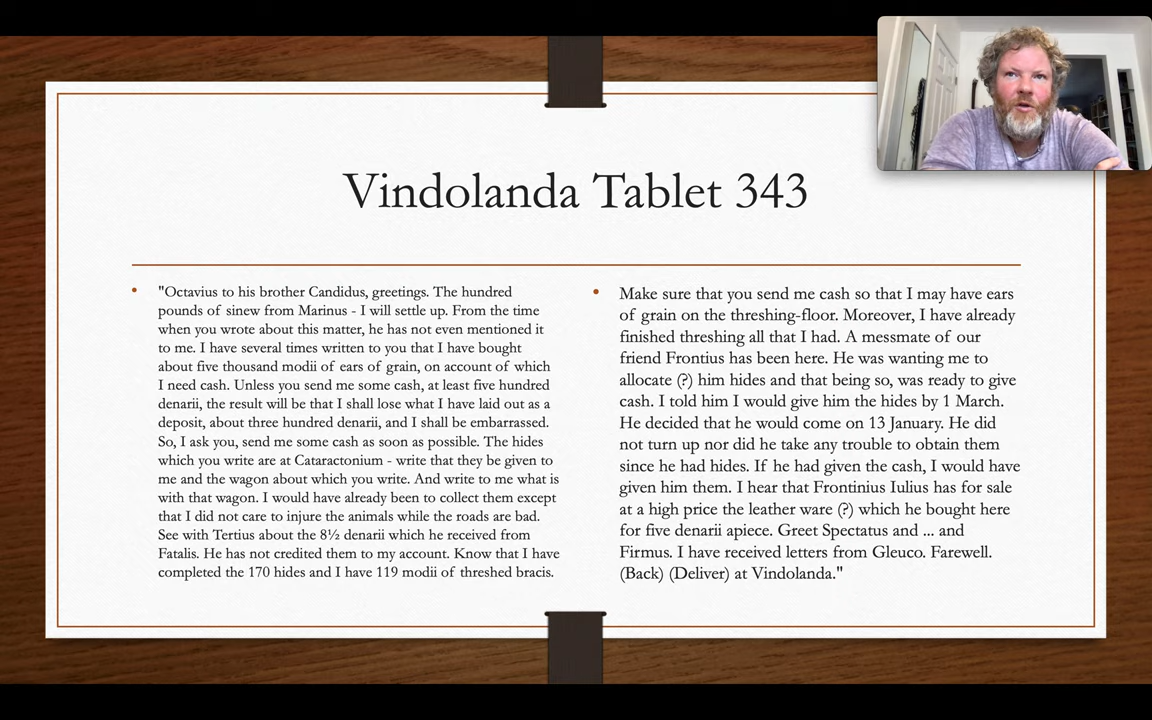 Vindolanda Tablet 343
"Octavius to his brother Candidus, greetings. The hundred
pounds of sinew from Marinus - I will settle up. From the time
when you wrote about this matter, he has not even mentioned it
to me. I have several times written to you that I have bought
about five thousand modii of ears of grain, on account of which
I need cash. Unless you send me some cash, at least five hundred
denarii, the result will be that I shall lose what I have laid out as a
deposit, about three hundred denarii, and I shall be embarrassed.
So, I ask you, send me some cash as soon as possible. The hides
which you write are at Cataractonium - write that they be given to
me and the wagon about which you write. And write to me what is
with that wagon. I would have already been to collect them except
that I did not care to injure the animals while the roads are bad.
See with Tertius about the 8½ denarii which he received from
Fatalis. He has not credited them to my account. Know that I have
completed the 170 hides and I have 119 modii of threshed bracis.
Make sure that you send me cash so that I may have ears
of grain on the threshing-floor. Moreover, I have already
finished threshing all that I had. A messmate of our
friend Frontius has been here. He was wanting me to
allocate (?) him hides and that being so, was ready to give
cash. I told him I would give him the hides by 1 March.
He decided that he would come on 13 January. He did
not turn up nor did he take any trouble to obtain them
since he had hides. If he had given the cash, I would have
given him them. I hear that Frontinius Iulius has for sale
at a high price the leather ware (?) which he bought here
for five denarii apiece. Greet Spectatus and ... and
Firmus. I have received letters from Gleuco. Farewell.
(Back) (Deliver) at Vindolanda."